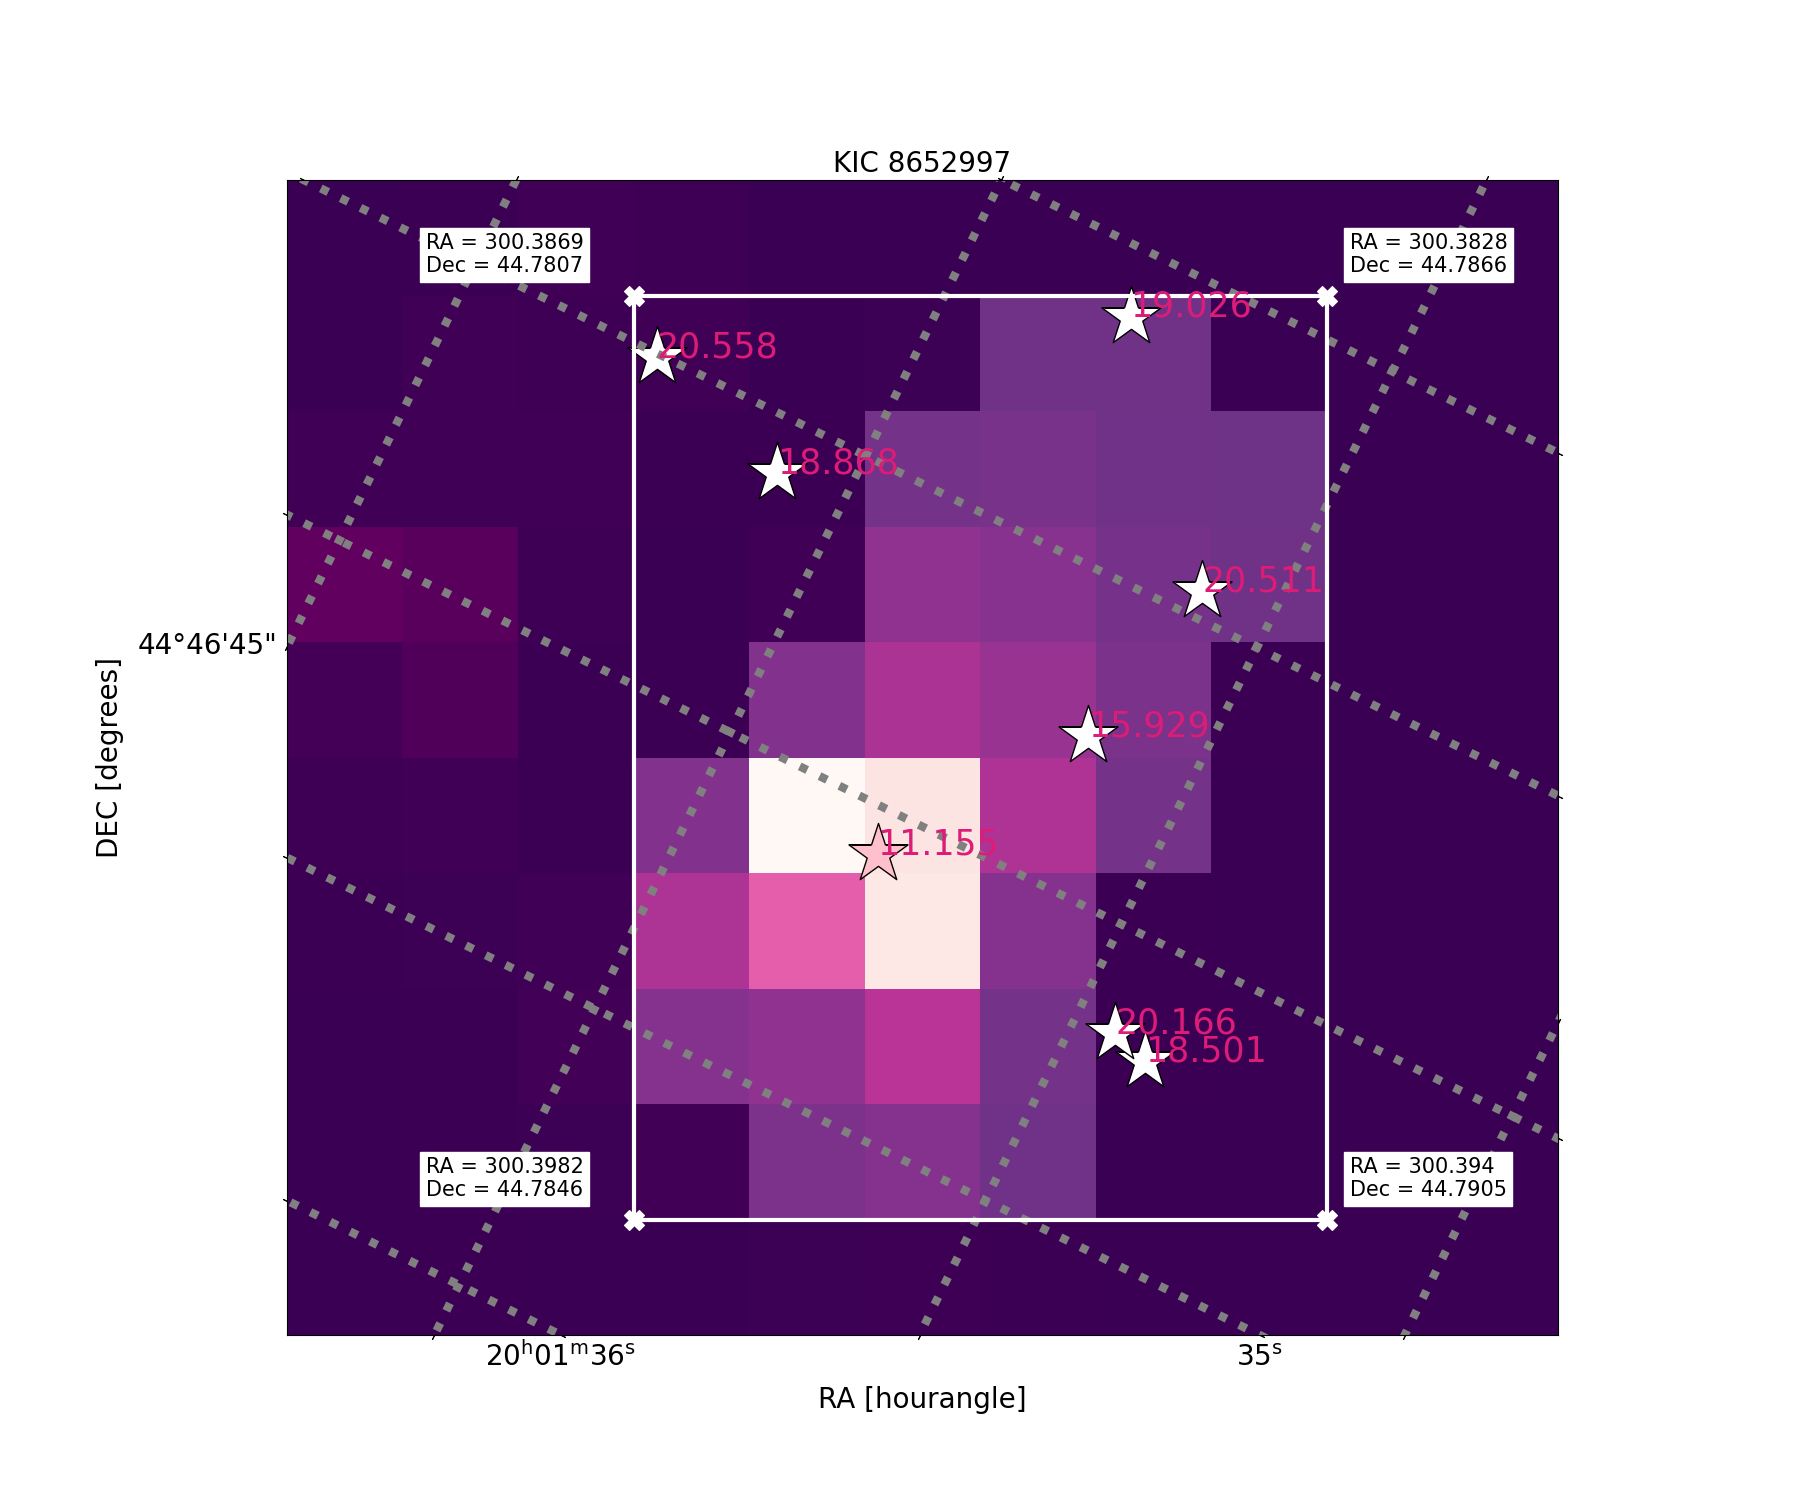 KIC 8652997
RA = 300.3869
Dec = 44.7807
RA = 300.3828
Dec = 44.7866
19.026
20.558
18.868
20.511
44°46'45"
15.929
DEC [degrees]
11.155
20.166
18.501
RA = 300.3982
Dec = 44.7846
RA = 300.394
Dec = 44.7905
20ʰ01ᵐ36ˢ
35ˢ
RA [hourangle]